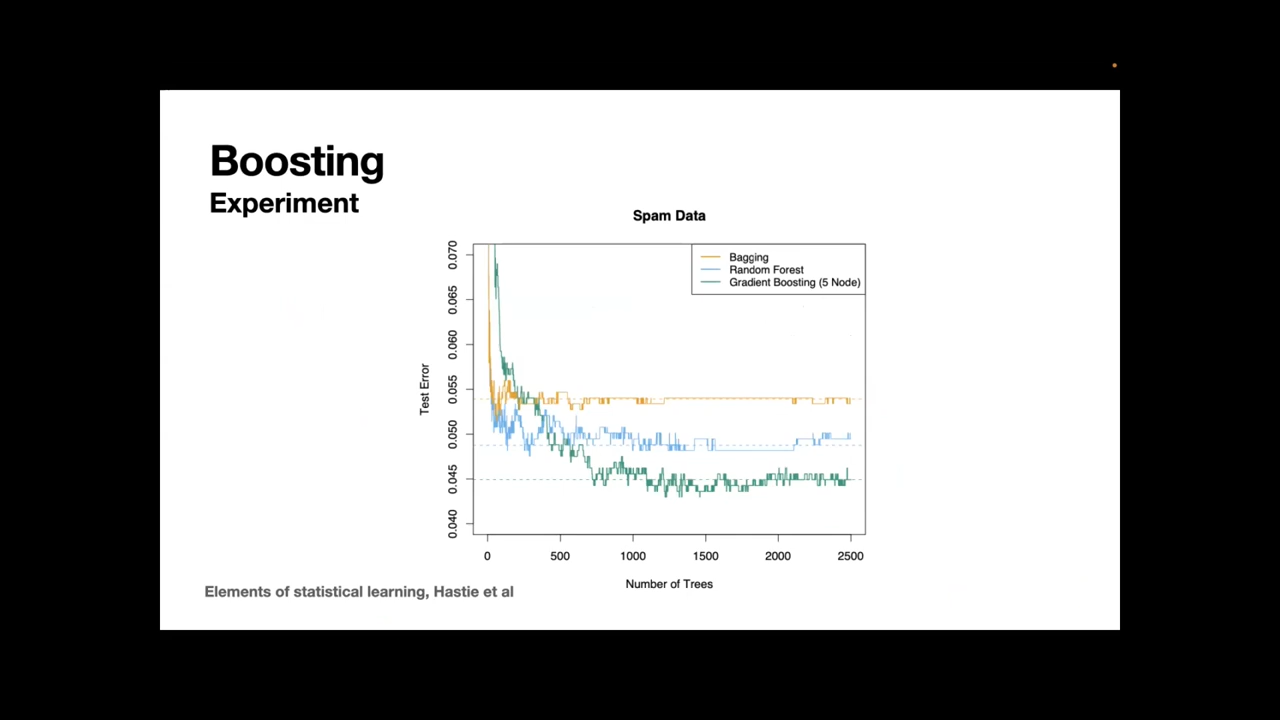 Boosting
Experiment
Spam Data
Bagging
Random Forest
Gradient Boosting (5 Node)
Test Error
0.070
0.065
0.060
0.055
0.050
0.045
0.040
0 500 1000 1500 2000 2500
Number of Trees
Elements of statistical learning, Hastie et al